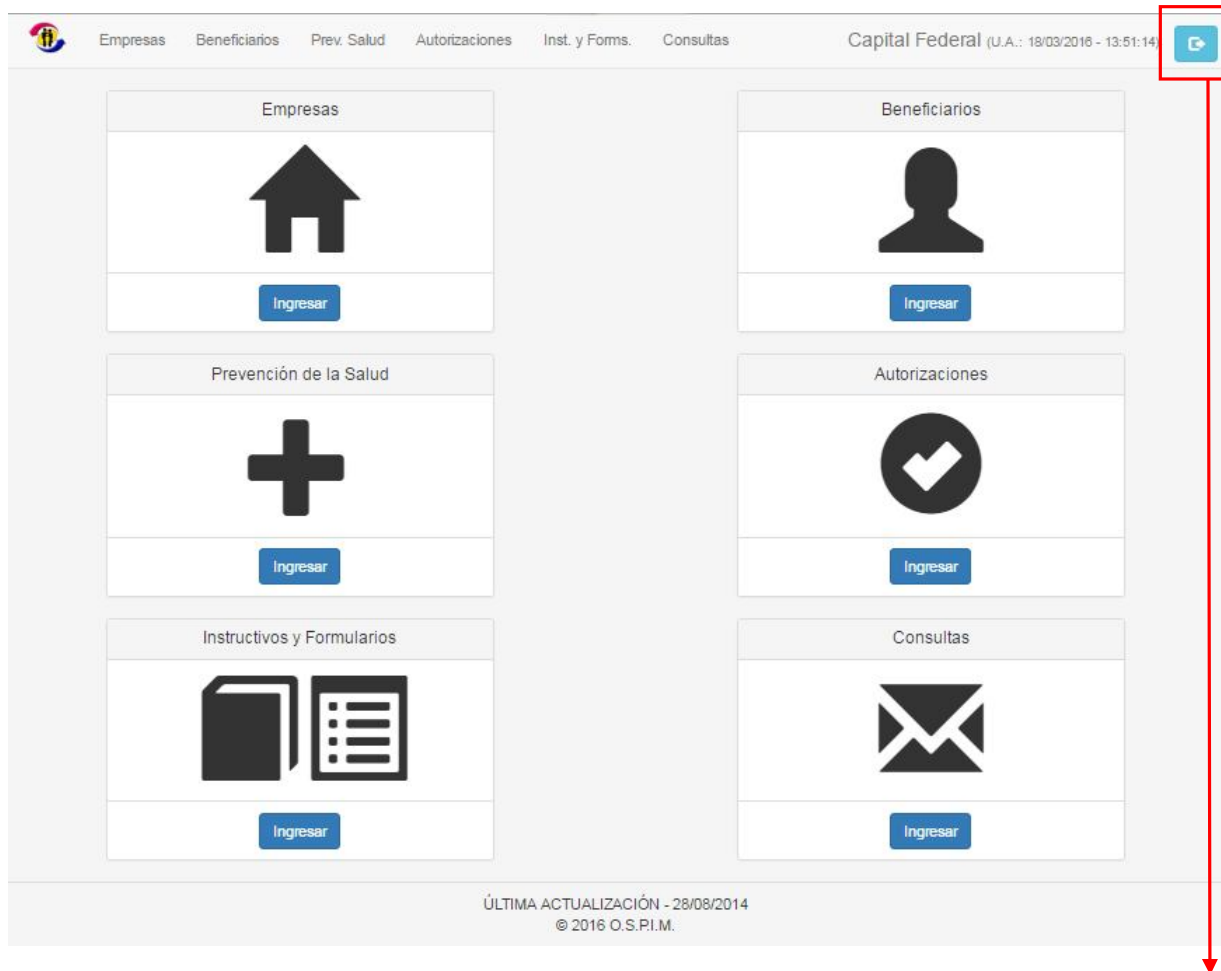 Empresas Beneficiarios Prev. Salud Autorizaciones Inst. y Forms. Consultas Capital Federal (U.A.: 18/03/2016 - 13:51:14)
Empresas Beneficiarios
Ingresar Ingresar
Prevención de la Salud Autorizaciones
Ingresar Ingresar
Instructivos y Formularios Consultas
Ingresar Ingresar
ÚLTIMA ACTUALIZACIÓN - 28/08/2014
© 2016 O.S.P.I.M.